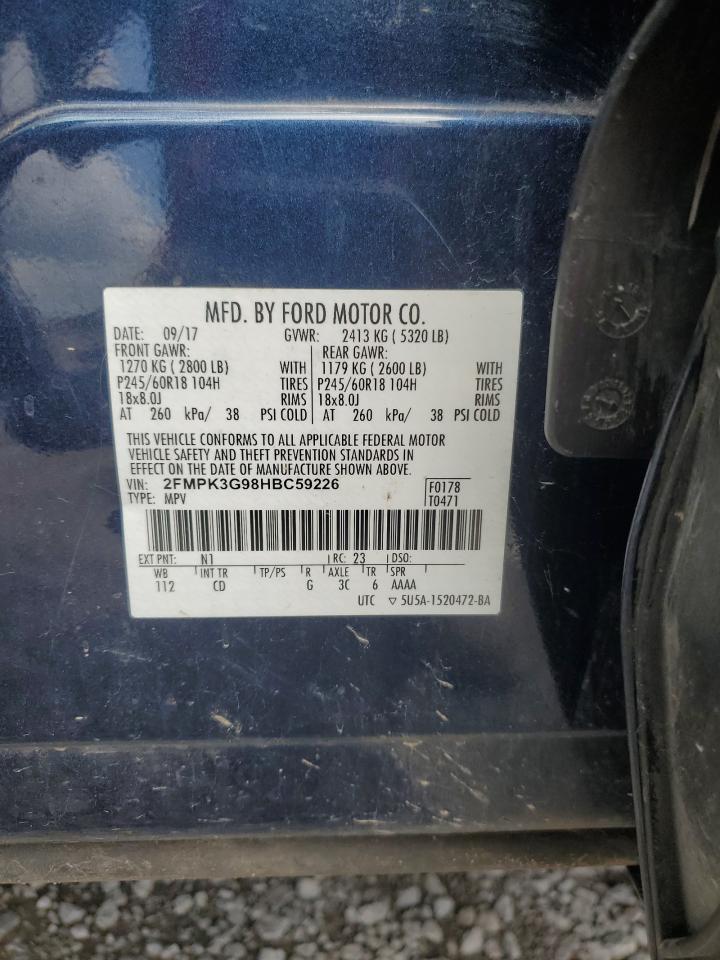 MFD. BY FORD MOTOR CO.
DATE: 09/17 GVWR: 2413 KG ( 5320 LB)
FRONT GAWR: REAR GAWR:
1270 KG ( 2800 LB) WITH 1179 KG ( 2600 LB) WITH
P245/60R18 104H TIRES P245/60R18 104H TIRES
18x8.0J RIMS 18x8.0J RIMS
AT 260 kPa/ 38 PSI COLD AT 260 kPa/ 38 PSI COLD
THIS VEHICLE CONFORMS TO ALL APPLICABLE FEDERAL MOTOR
VEHICLE SAFETY AND THEFT PREVENTION STANDARDS IN
EFFECT ON THE DATE OF MANUFACTURE SHOWN ABOVE.
VIN: 2FMPK3G98HBC59226 F0178
TYPE: MPV T0471
EXT PNT: N1 RC: 23 DSO:
WB INT TR TP/PS R AXLE TR SPR
112 CD G 3C 6 AAAA
UTC ▽ 5U5A-1520472-BA